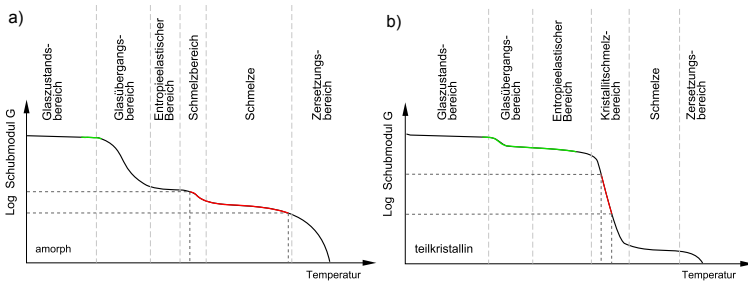 a)
Glaszustands-
bereich
Glasübergangs-
bereich
Entropieelastischer
Bereich
Schmelzbereich
Schmelze
Zersetzungs-
bereich
Log Schubmodul G
amorph
Temperatur
b)
Glaszustands-
bereich
Glasübergangs-
bereich
Entropieelastischer
Bereich
Kristallitschmelz-
bereich
Schmelze
Zersetzungs-
bereich
Log Schubmodul G
teilkristallin
Temperatur